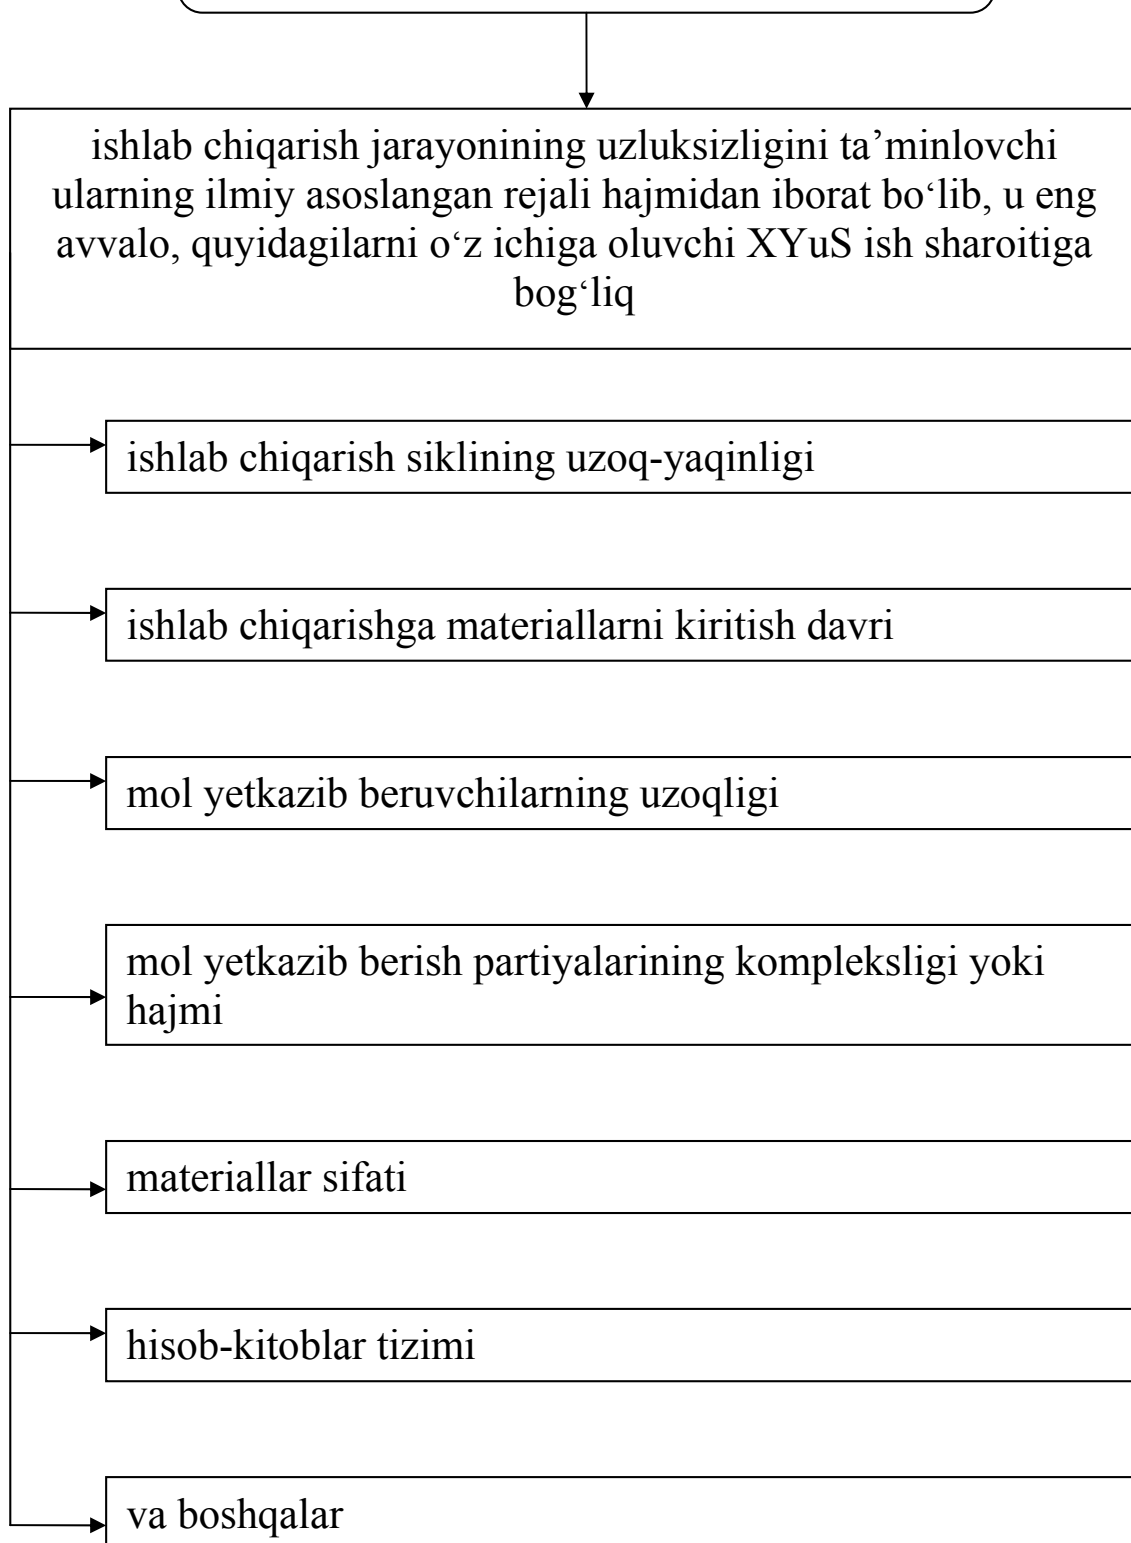 ishlab chiqarish jarayonining uzluksizligini ta’minlovchi
ularning ilmiy asoslangan rejali hajmidan iborat bo‘lib, u eng
avvalo, quyidagilarni o‘z ichiga oluvchi XYuS ish sharoitiga
bog‘liq
ishlab chiqarish siklining uzoq-yaqinligi
ishlab chiqarishga materiallarni kiritish davri
mol yetkazib beruvchilarning uzoqligi
mol yetkazib berish partiyalarining kompleksligi yoki
hajmi
materiallar sifati
hisob-kitoblar tizimi
va boshqalar